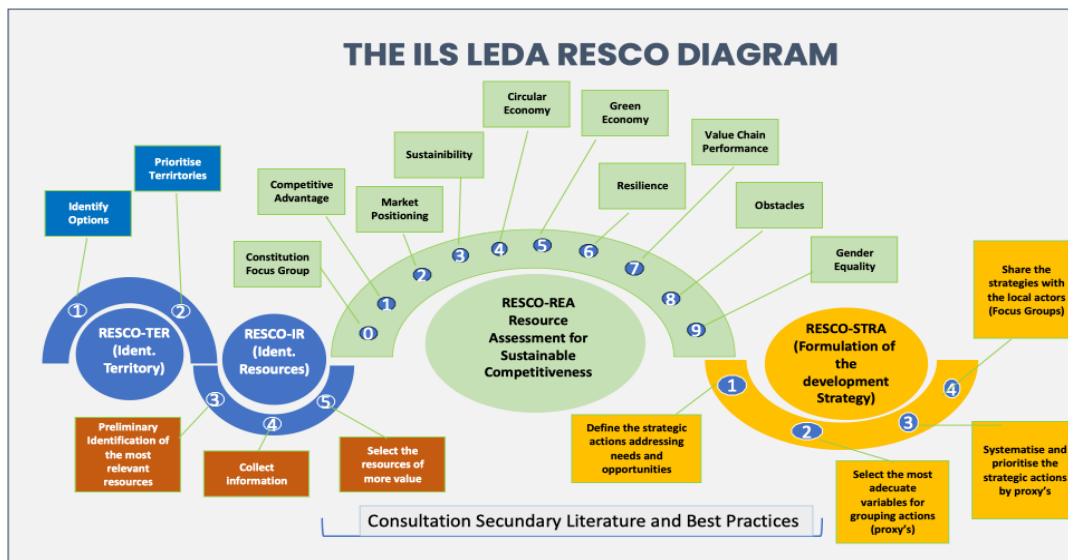 THE ILS LEDA RESCO DIAGRAM
Identify
Options
Prioritise
Terrirtories
1
2
RESCO-TER
(Ident.
Territory)
RESCO-IR
(Ident.
Resources)
3
4
5
Preliminary
Identification of
the most
relevant
resources
Collect
information
Select the
resources of
more value
Constitution
Focus Group
Competitive
Advantage
Market
Positioning
Sustainibility
Circular
Economy
Green
Economy
Resilience
Value Chain
Performance
Obstacles
Gender
Equality
0
1
2
3
4
5
6
7
8
9
RESCO-REA
Resource
Assessment for
Sustainable
Competitiveness
RESCO-STRA
(Formulation of
the
development
Strategy)
1
2
3
4
Define the strategic
actions addressing
needs and
opportunities
Select the most
adequate
variables for
grouping actions
(proxy's)
Systematise and
prioritise the
strategic actions
by proxy's
Share the
strategies with
the local actors
(Focus Groups)
Consultation Secundary Literature and Best Practices